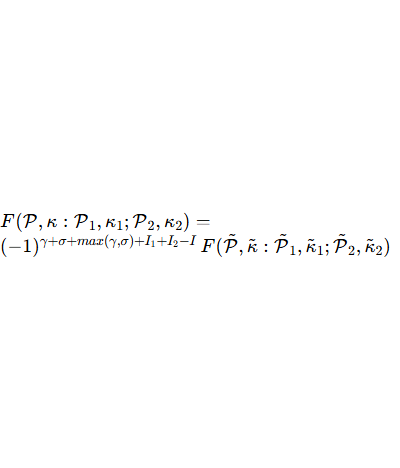 F(𝒫, κ : 𝒫₁, κ₁; 𝒫₂, κ₂) =
(−1)^{γ+σ+max(γ,σ)+I₁+I₂−I} F(𝒫̃, κ̃ : 𝒫̃₁, κ̃₁; 𝒫̃₂, κ̃₂)